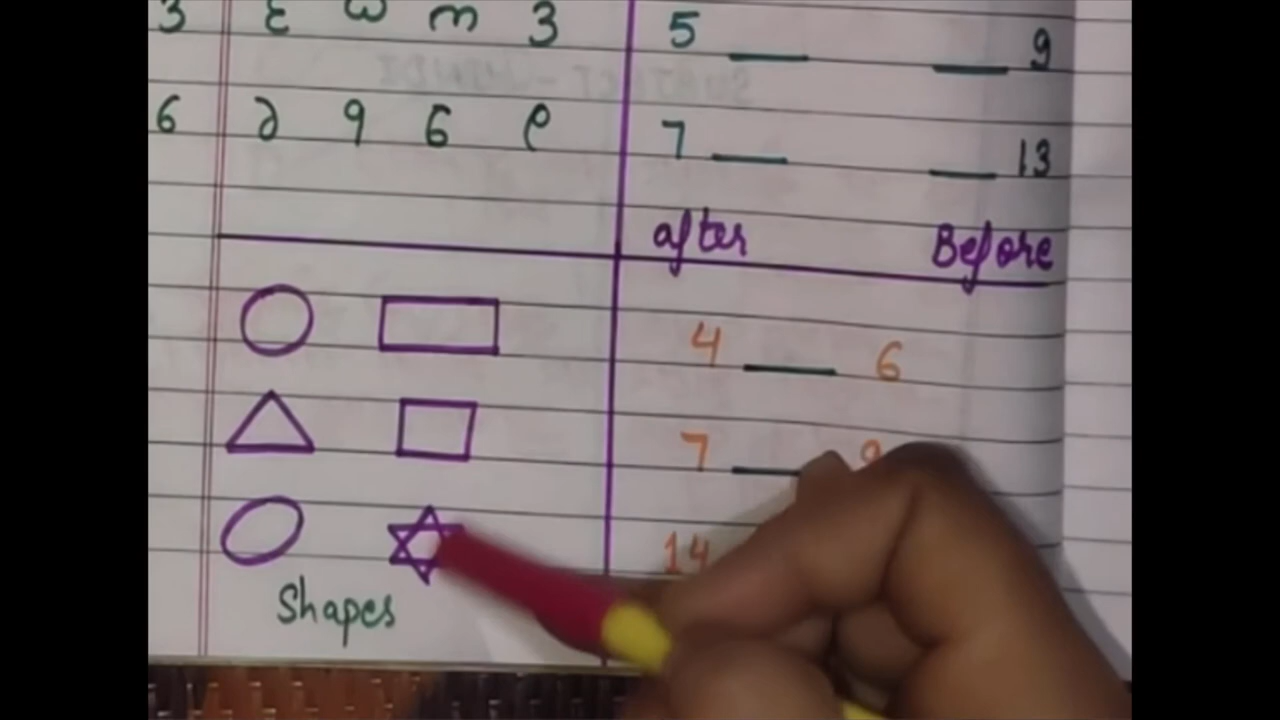 3 ε ω m 3
5 __ __ 9
6 9 6
7 __ __ 13
after Before
4 __ 6
7 __ 9
14
Shapes